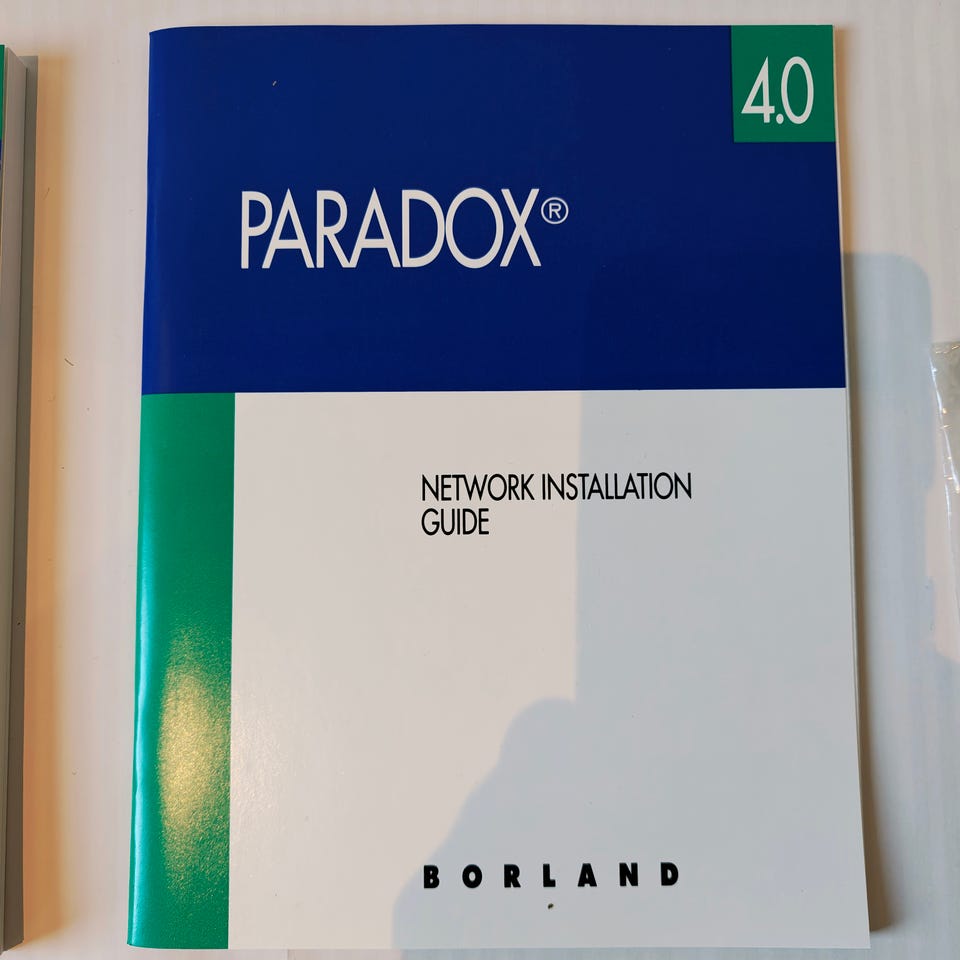 4.0
PARADOX®
NETWORK INSTALLATION
GUIDE
BORLAND